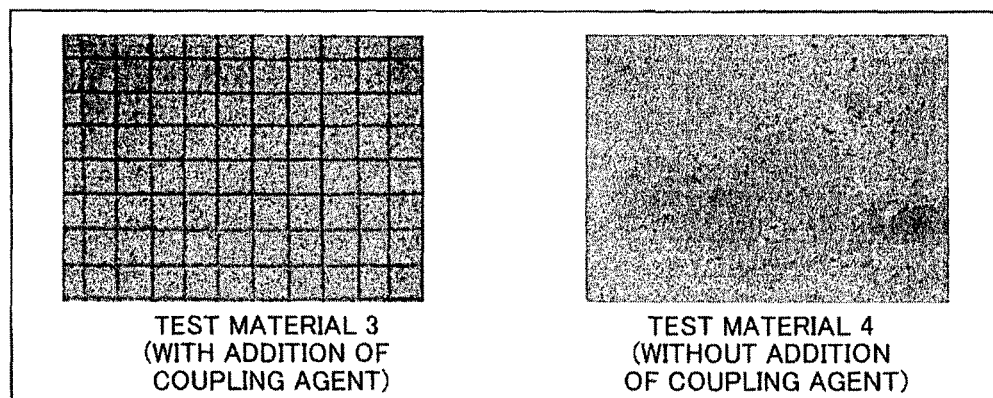 TEST MATERIAL 3
(WITH ADDITION OF
COUPLING AGENT)
TEST MATERIAL 4
(WITHOUT ADDITION
OF COUPLING AGENT)